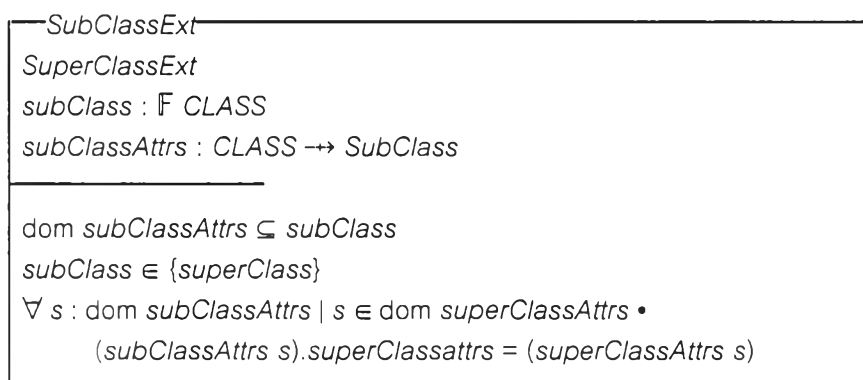 SubClassExt
SuperClassExt
subClass : 𝔽 CLASS
subClassAttrs : CLASS ⇸ SubClass
dom subClassAttrs ⊆ subClass
subClass ∈ {superClass}
∀ s : dom subClassAttrs | s ∈ dom superClassAttrs •
(subClassAttrs s).superClassattrs = (superClassAttrs s)